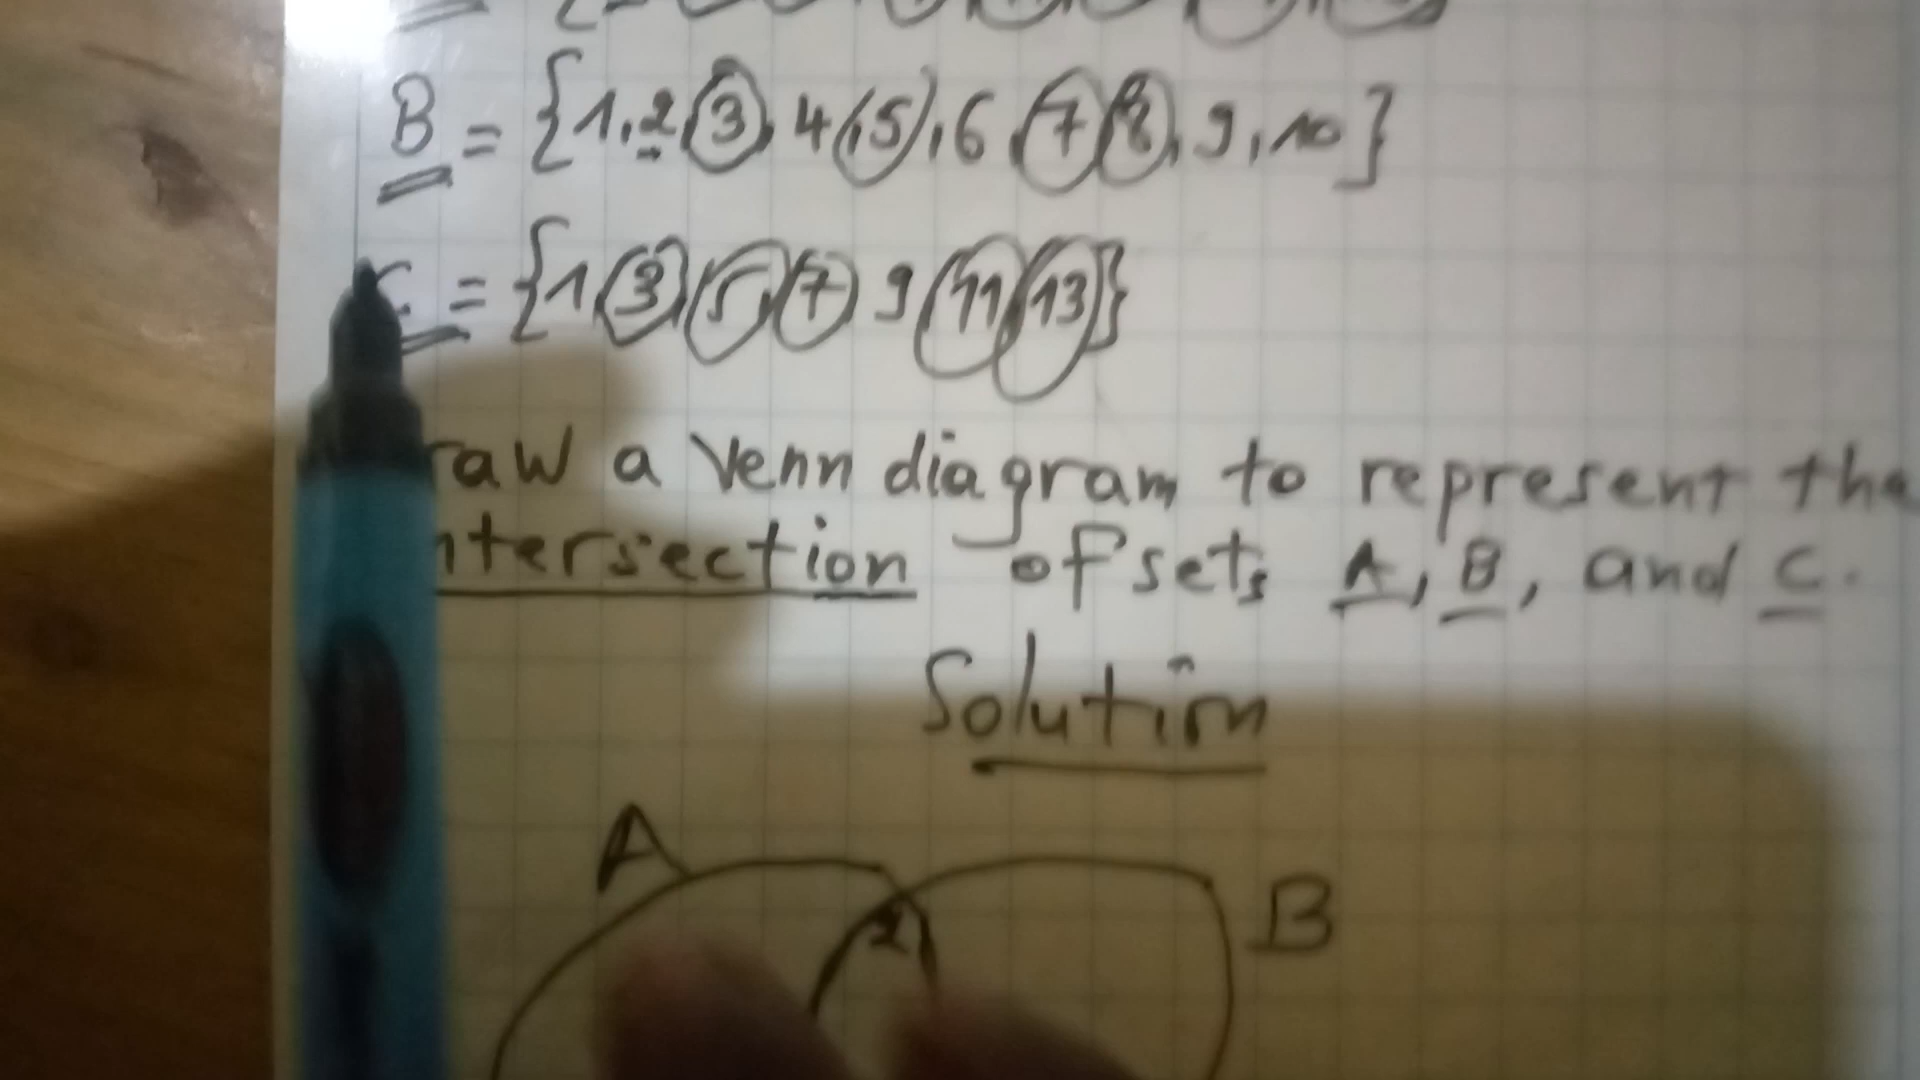 B = {1, 2, 3, 4, 5, 6, 7, 8, 9, 10}
C = {1, 3, 5, 7, 9, 11, 13}
raw a Venn diagram to represent the
ntersection of sets A, B, and C.
Solution
A
B
2